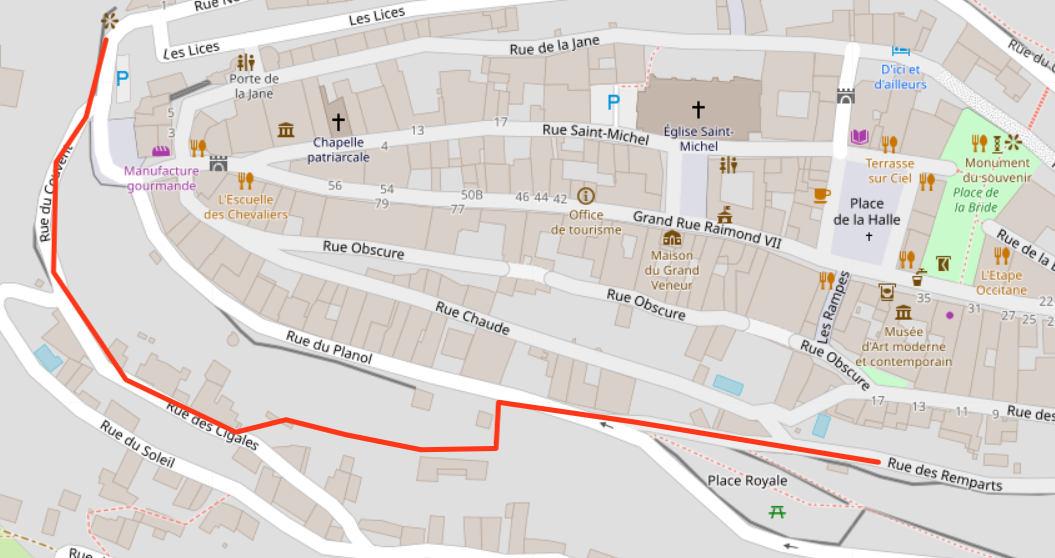 1
Rue No
Les Lices
Les Lices
Rue de la Jane
Rue du C
P
Porte de
la Jane
D'ici et
d'ailleurs
P
5
3
Chapelle
patriarcale
4
13
17
Rue Saint-Michel
Église Saint-
Michel
Terrasse
sur Ciel
Monument
du souvenir
Place de
la Bride
Manufacture
gourmande
Rue du Couvent
L'Escuelle
des Chevaliers
56
54
79
50B
77
46 44 42
Office
de tourisme
Grand Rue Raimond VII
Place
de la Halle
Rue de la B
Rue Obscure
Maison
du Grand
Veneur
L'Etape
Occitane
Rue Obscure
Les Rampes
35
31
27
25
22
2
Rue Chaude
Musée
d'Art moderne
et contemporain
Rue du Planol
Rue Obscure
17
13
11
9
Rue des
Rue des Cigales
Rue du Soleil
Rue des Remparts
Place Royale
Rue